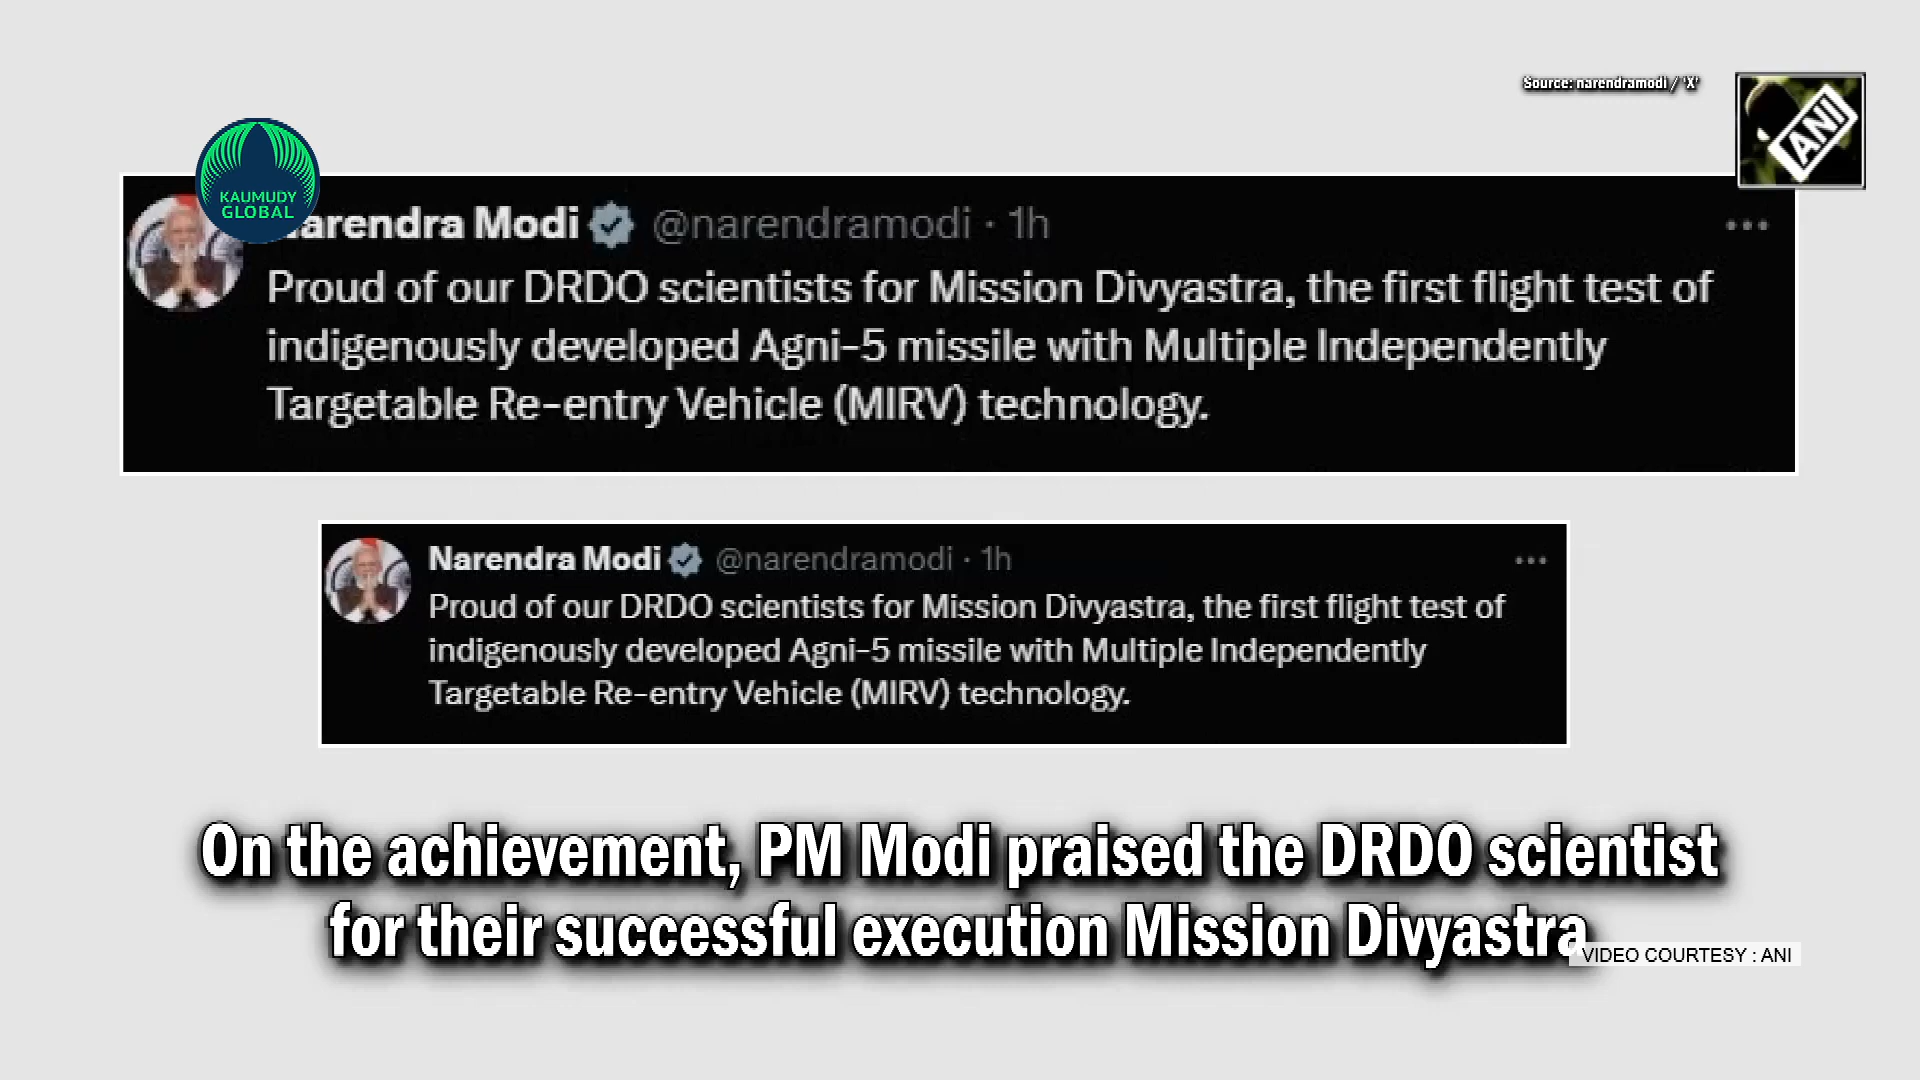 Source: narendramodi / 'X'
ANI
KAUMUDY
GLOBAL
Narendra Modi @narendramodi · 1h
Proud of our DRDO scientists for Mission Divyastra, the first flight test of
indigenously developed Agni-5 missile with Multiple Independently
Targetable Re-entry Vehicle (MIRV) technology.
Narendra Modi @narendramodi · 1h
Proud of our DRDO scientists for Mission Divyastra, the first flight test of
indigenously developed Agni-5 missile with Multiple Independently
Targetable Re-entry Vehicle (MIRV) technology.
On the achievement, PM Modi praised the DRDO scientist
for their successful execution Mission Divyastra
VIDEO COURTESY : ANI